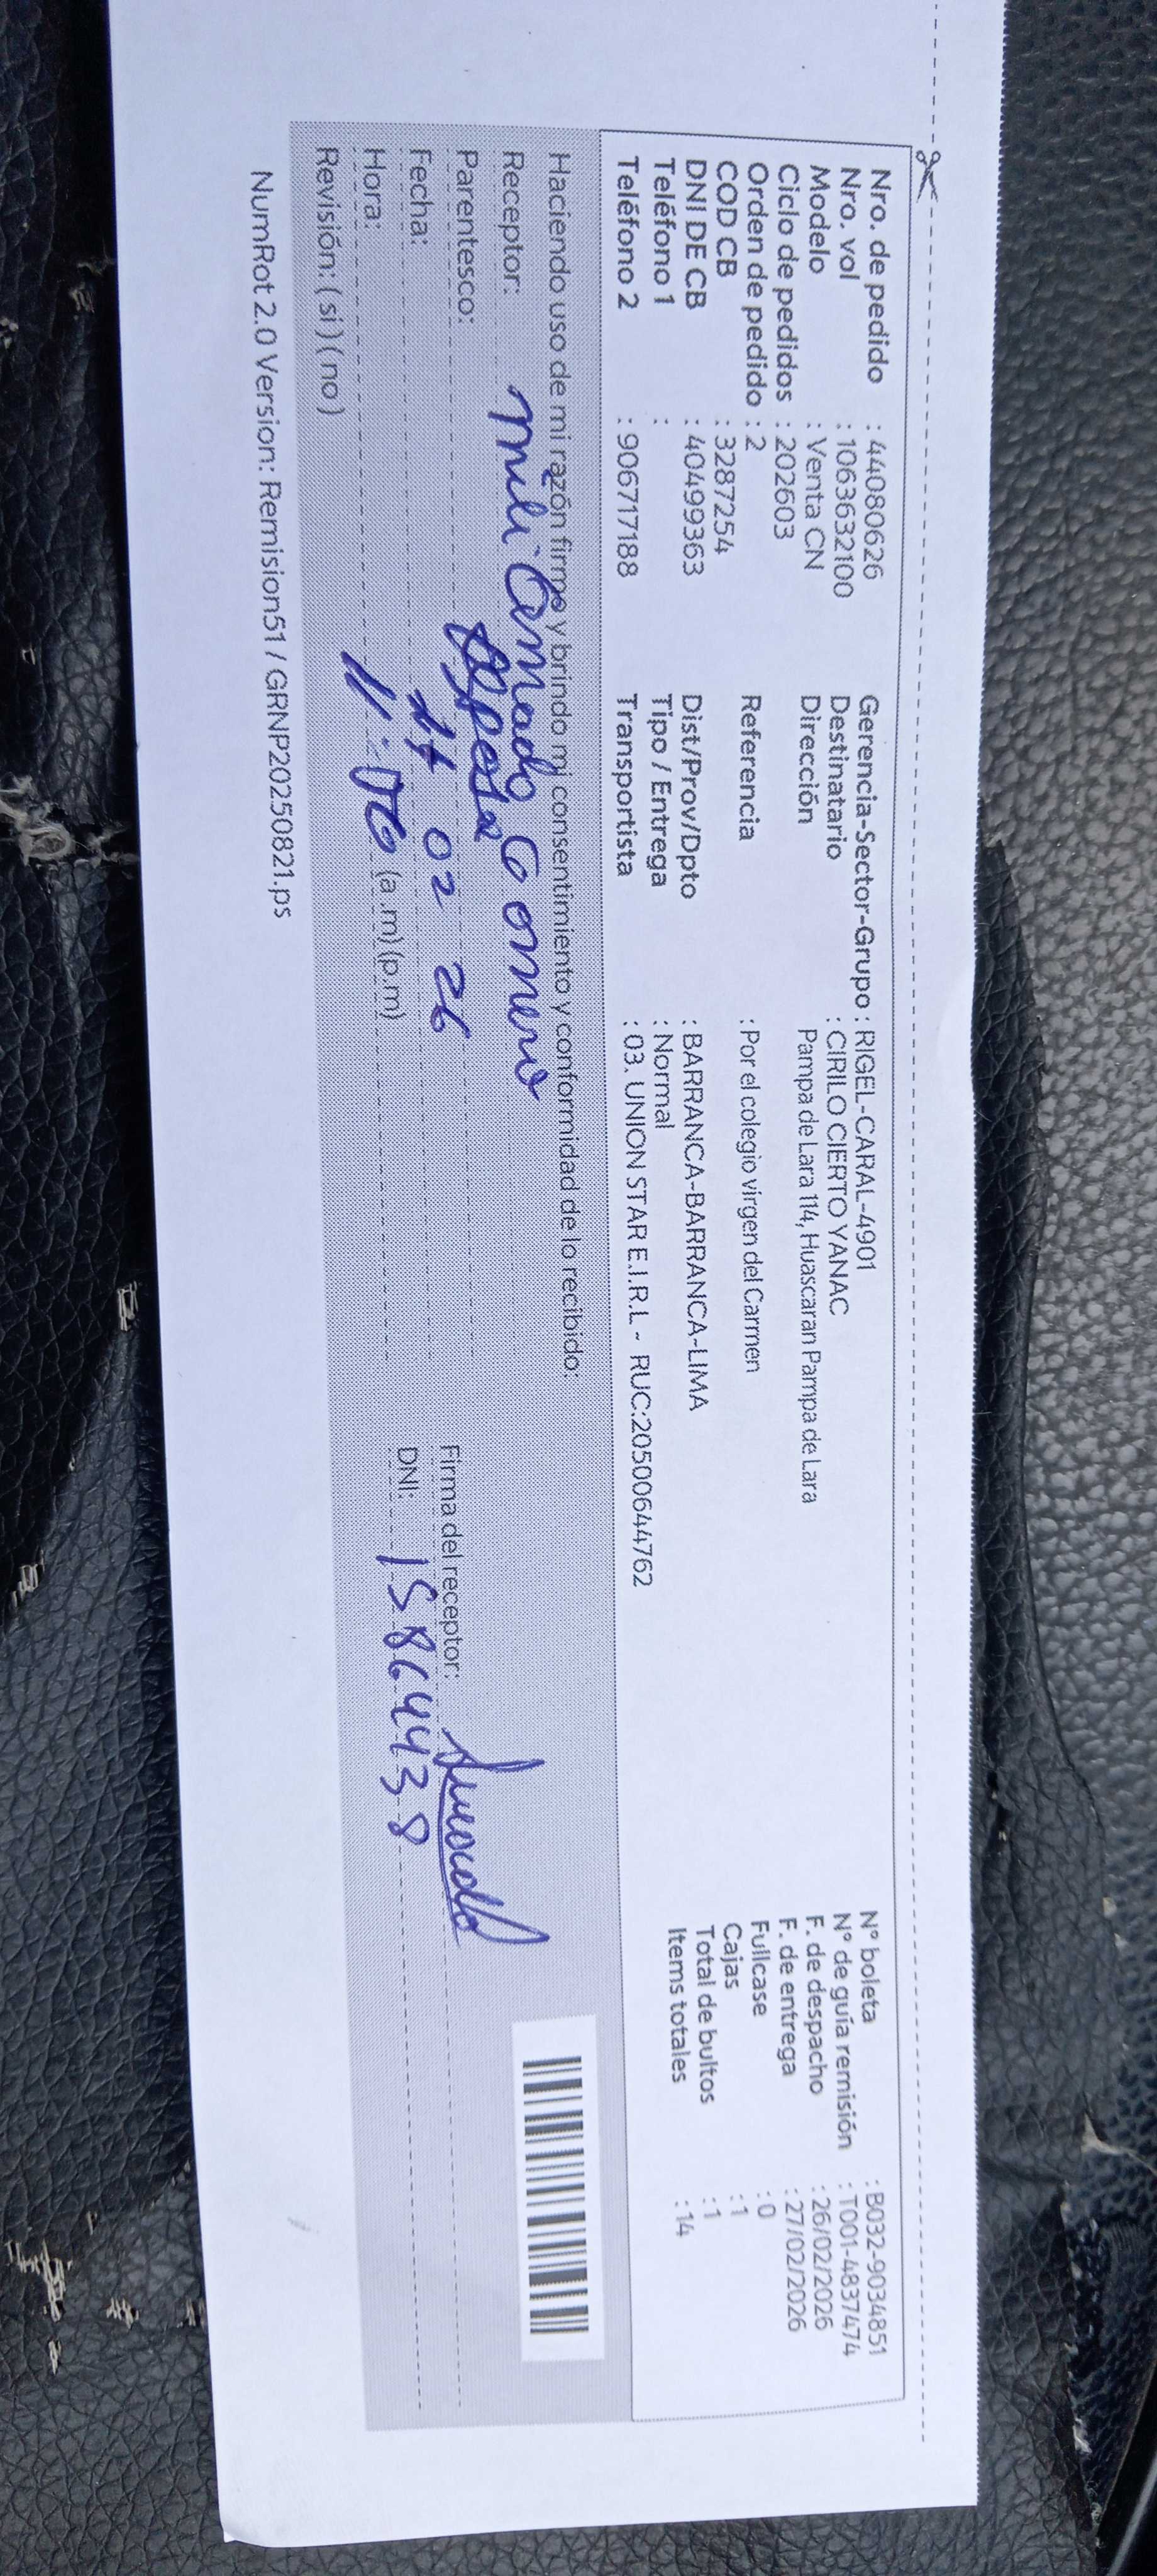 Nro. de pedido : 44080626
Nro. vol : 1063632100
Modelo : Venta CN
Ciclo de pedidos : 202603
Orden de pedido : 2
COD CB : 3287254
DNI DE CB : 40499363
Teléfono 1 :
Teléfono 2 : 906717188
Gerencia-Sector-Grupo : RIGEL-CARAL-4901
Destinatario : CIRILO CIERTO YANAC
Dirección Pampa de Lara 114, Huascaran Pampa de Lara
Referencia : Por el colegio virgen del Carmen
Dist/Prov/Dpto : BARRANCA-BARRANCA-LIMA
Tipo / Entrega : Normal
Transportista : 03. UNION STAR E.I.R.L - RUC:20500644762
N° boleta : B032-9034851
N° de guía remisión : T001-4837474
F. de despacho : 26/02/2026
F. de entrega : 27/02/2026
Fullcase : 0
Cajas : 1
Total de bultos : 1
Items totales : 14
Haciendo uso de mi razón firmo y brindo mi consentimiento y conformidad de lo recibido:
Receptor:
Parentesco: Esposa
Fecha: 02 26
Hora: 11:00 (a.m) (p.m)
Revisión: ( si ) ( no )
Firma del receptor:
DNI: 15864438
NumRot 2.0 Version: Remision51 / GRNP20250821.ps